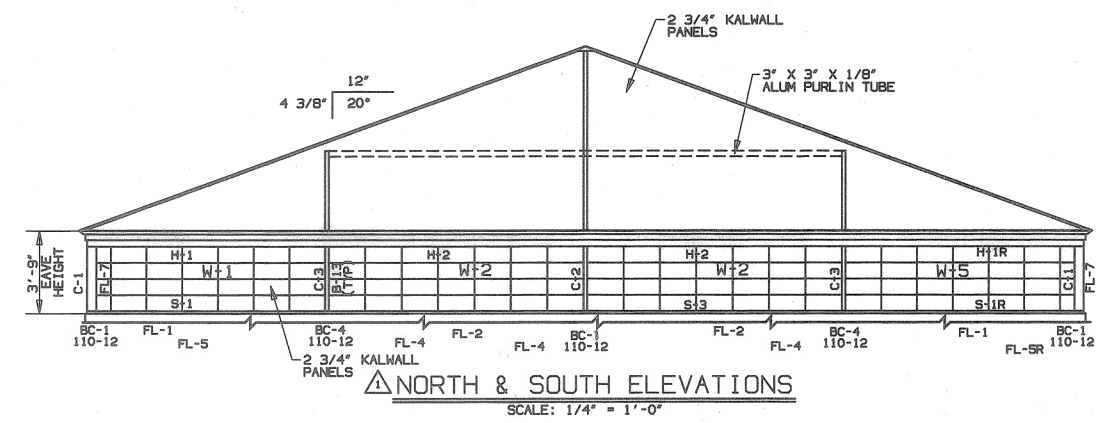 2 3/4" KALWALL
PANELS
3" X 3" X 1/8"
ALUM PURLIN TUBE
12"
4 3/8" 20°
3'-9"
EAVE
HEIGHT
C-1
FL-7
H-1
W-1
S-1
C-3
B-13
(TYP)
H-2
W-2
C-2
H-2
W-2
S-3
C-3
H-1R
W-5
S-1R
C-1
FL-7
BC-1
110-12
FL-1
FL-5
BC-4
110-12
FL-4
FL-2
FL-4
BC-1
110-12
FL-2
FL-4
BC-4
110-12
FL-1
FL-5R
BC-1
110-12
2 3/4" KALWALL
PANELS
1 NORTH & SOUTH ELEVATIONS
SCALE: 1/4" = 1'-0"